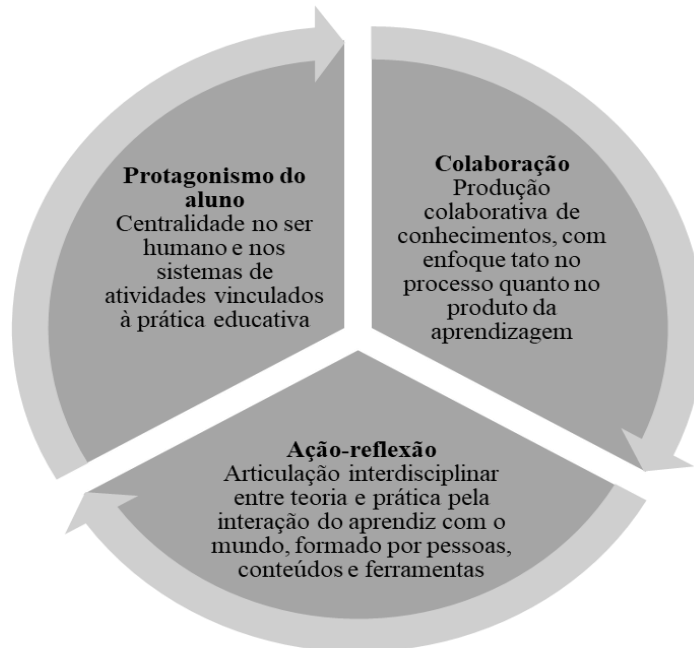 Protagonismo do
aluno
Centralidade no ser
humano e nos
sistemas de
atividades vinculados
à prática educativa
Colaboração
Produção
colaborativa de
conhecimentos, com
enfoque tato no
processo quanto no
produto da
aprendizagem
Ação-reflexão
Articulação interdisciplinar
entre teoria e prática pela
interação do aprendiz com o
mundo, formado por pessoas,
conteúdos e ferramentas